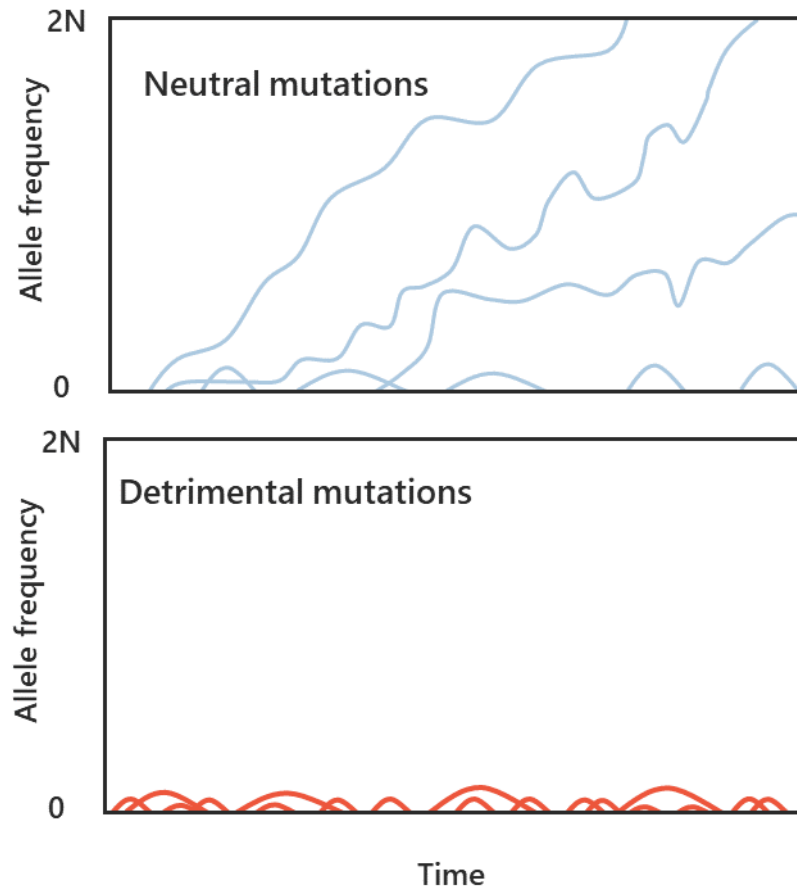 2N
Neutral mutations
Allele frequency
0
2N
Detrimental mutations
Allele frequency
0
Time